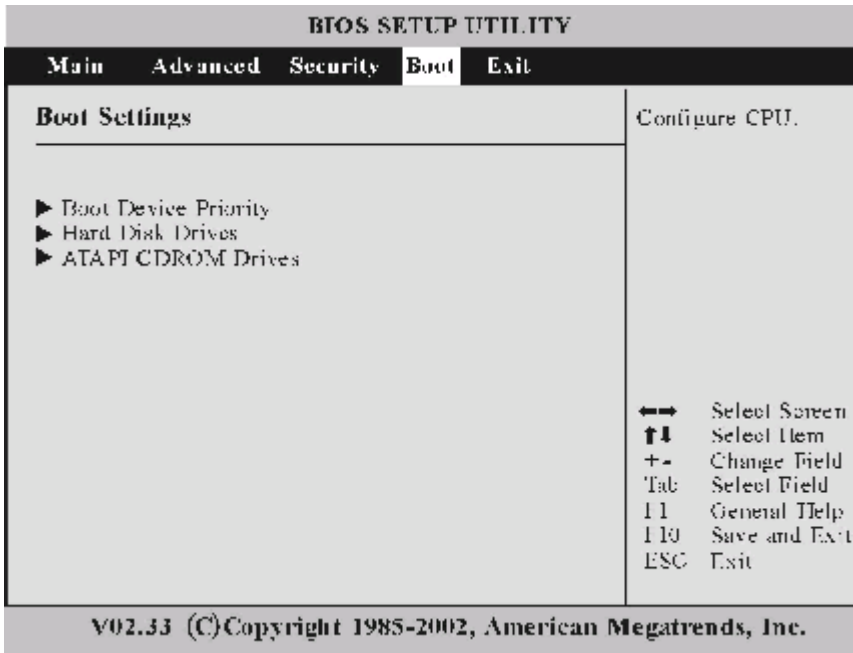 BIOS SETUP UTILITY
Main Advanced Security Boot Exit
Boot Settings
Configure CPU.
▶ Boot Device Priority
▶ Hard Disk Drives
▶ ATAPI CDROM Drives
←→ Select Screen
↑↓ Select Item
+- Change Field
Tab Select Field
F1 General Help
F10 Save and Exit
ESC Exit
V02.33 (C)Copyright 1985-2002, American Megatrends, Inc.